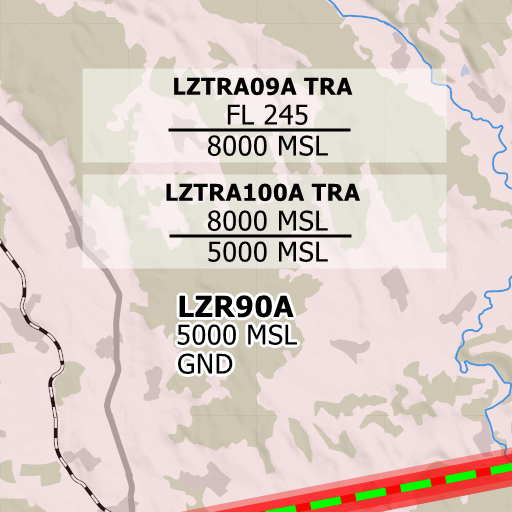 LZTRA09A TRA
FL 245
8000 MSL
LZTRA100A TRA
8000 MSL
5000 MSL
LZR90A
5000 MSL
GND